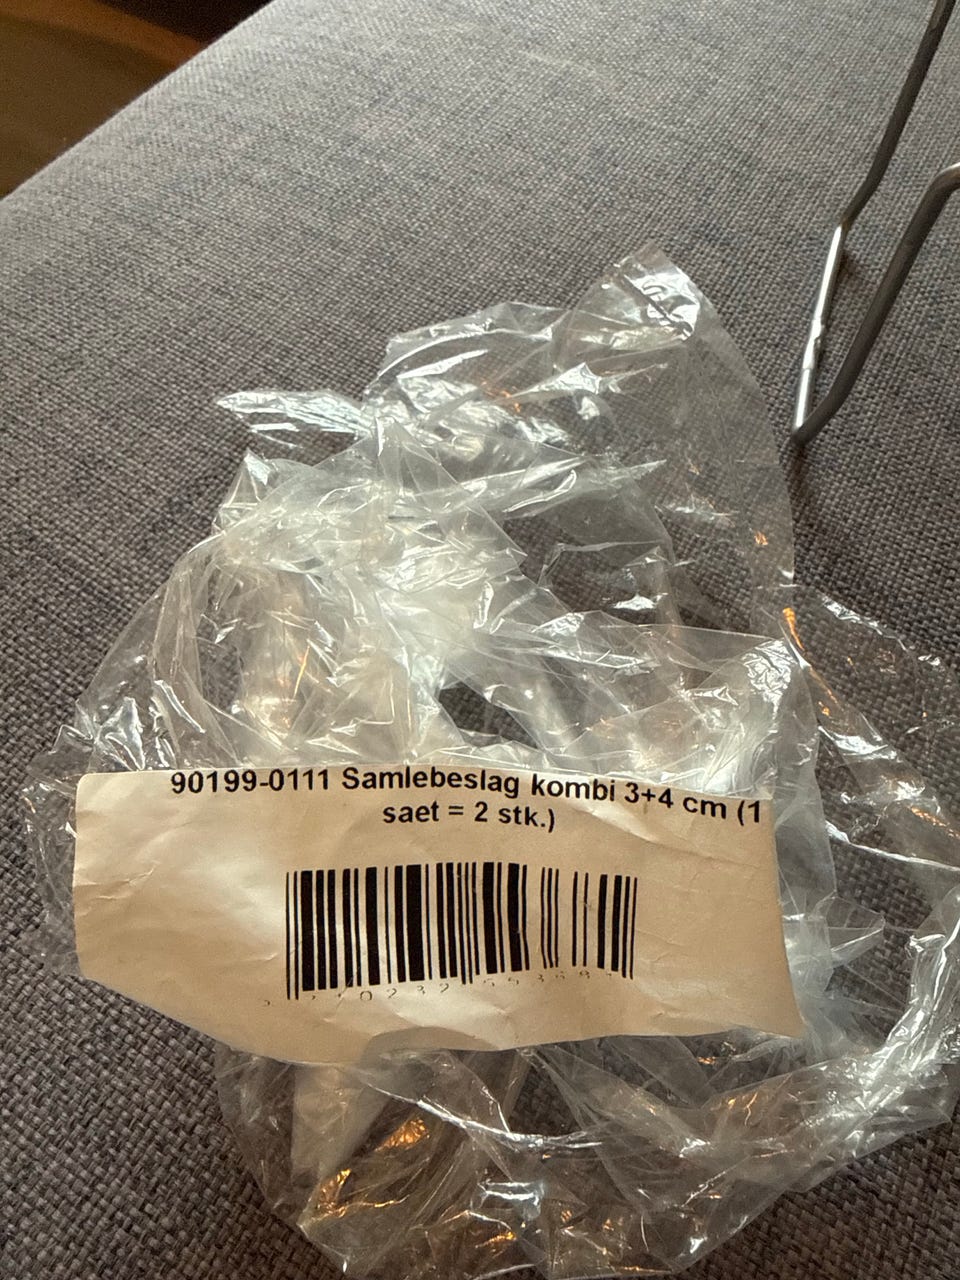 90199-0111 Samlebeslag kombi 3+4 cm (1
saet = 2 stk.)